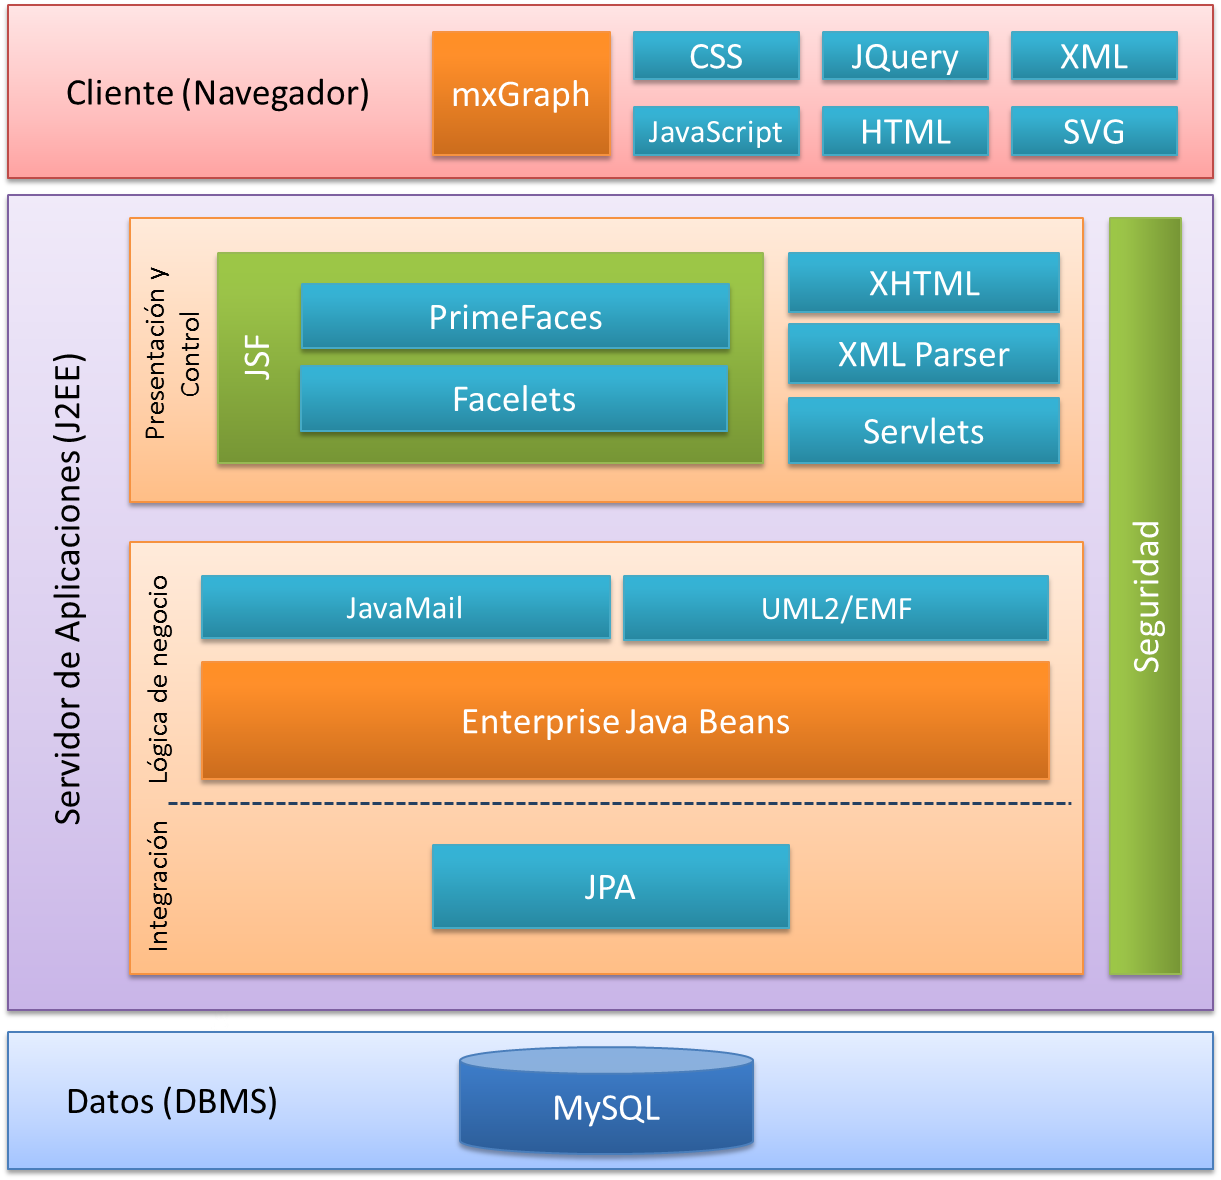 Cliente (Navegador)
mxGraph
CSS
JQuery
XML
JavaScript
HTML
SVG
Servidor de Aplicaciones (J2EE)
Presentación y
Control
JSF
PrimeFaces
Facelets
XHTML
XML Parser
Servlets
Seguridad
Lógica de negocio
JavaMail
UML2/EMF
Enterprise Java Beans
Integración
JPA
Datos (DBMS)
MySQL